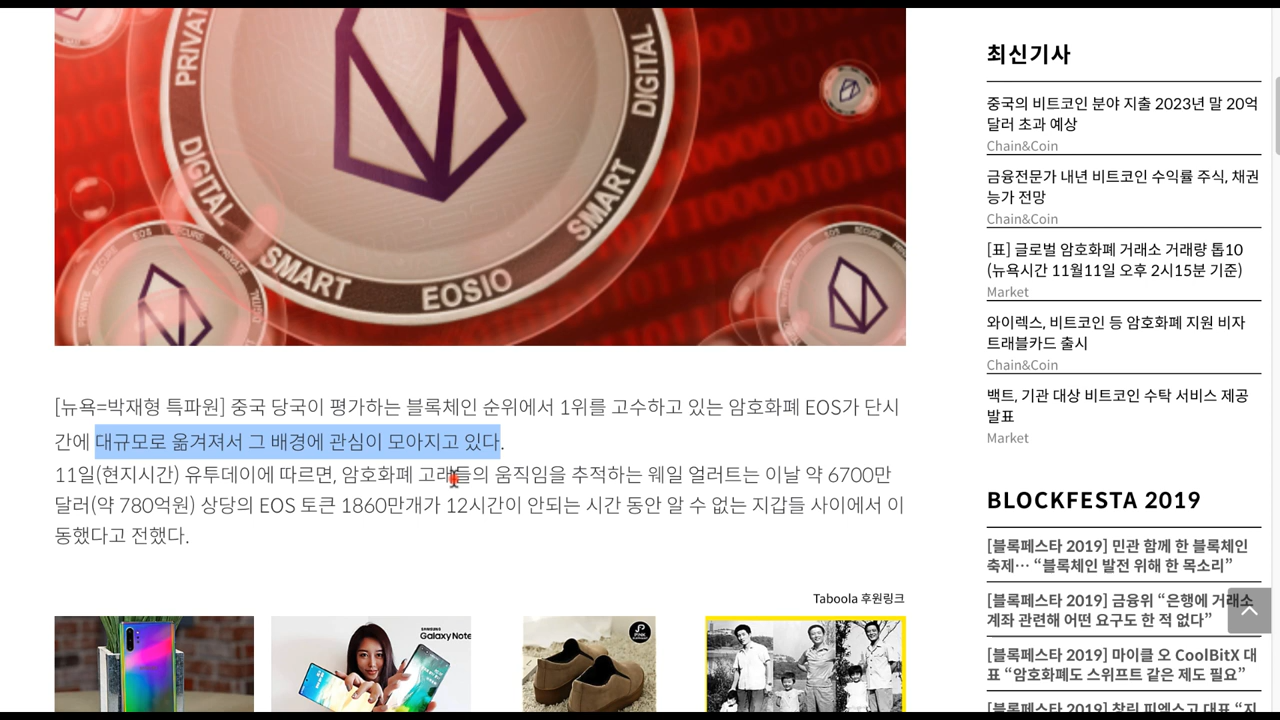 PRIVA
DIGITAL
DIGITAL
SMART
SMART
EOSIO
[뉴욕=박재형 특파원] 중국 당국이 평가하는 블록체인 순위에서 1위를 고수하고 있는 암호화폐 EOS가 단시
간에 대규모로 옮겨져서 그 배경에 관심이 모아지고 있다.
11일(현지시간) 유투데이에 따르면, 암호화폐 고래들의 움직임을 추적하는 웨일 얼러트는 이날 약 6700만
달러(약 780억원) 상당의 EOS 토큰 1860만개가 12시간이 안되는 시간 동안 알 수 없는 지갑들 사이에서 이
동했다고 전했다.
Taboola 후원링크
Galaxy Note
최신기사
중국의 비트코인 분야 지출 2023년 말 20억
달러 초과 예상
Chain&Coin
금융전문가 내년 비트코인 수익률 주식, 채권
능가 전망
Chain&Coin
[표] 글로벌 암호화폐 거래소 거래량 톱10
(뉴욕시간 11월11일 오후 2시15분 기준)
Market
와이렉스, 비트코인 등 암호화폐 지원 비자
트래블카드 출시
Chain&Coin
백트, 기관 대상 비트코인 수탁 서비스 제공
발표
Chain&Coin
BLOCKFESTA 2019
[블록페스타 2019] 민관 함께 한 블록체인
축제… “블록체인 발전 위해 한 목소리”
[블록페스타 2019] 금융위 “은행에 거래소
계좌 관련해 어떤 요구도 한 적 없다”
[블록페스타 2019] 마이클 오 CoolBitX 대
표 “암호화폐도 스위프트 같은 제도 필요”
[블록페스타 2019] 창립 피엘스고 대표 “지